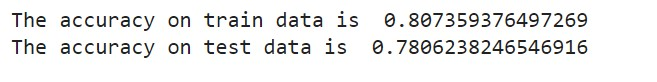 The accuracy on train data is  0.807359376497269
The accuracy on test data is  0.7806238246546916